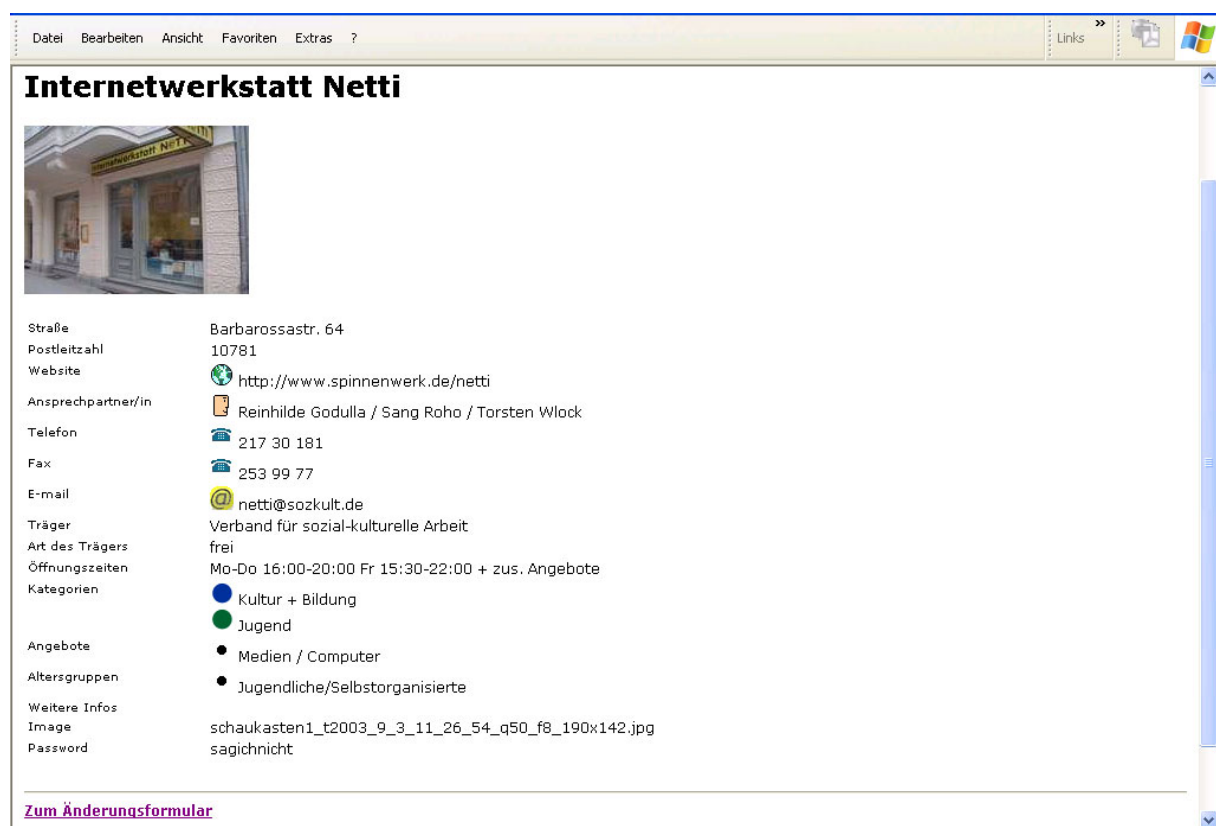 Datei Bearbeiten Ansicht Favoriten Extras ? Links »
Internetwerkstatt Netti
Internetwerkstatt NeTTi
Straße Barbarossastr. 64
Postleitzahl 10781
Website http://www.spinnenwerk.de/netti
Ansprechpartner/in Reinhilde Godulla / Sang Roho / Torsten Wlock
Telefon 217 30 181
Fax 253 99 77
E-mail @ netti@sozkult.de
Träger Verband für sozial-kulturelle Arbeit
Art des Trägers frei
Öffnungszeiten Mo-Do 16:00-20:00 Fr 15:30-22:00 + zus. Angebote
Kategorien Kultur + Bildung
Jugend
Angebote • Medien / Computer
Altersgruppen • Jugendliche/Selbstorganisierte
Weitere Infos
Image schaukasten1_t2003_9_3_11_26_54_q50_f8_190x142.jpg
Password sagichnicht
Zum Änderungsformular